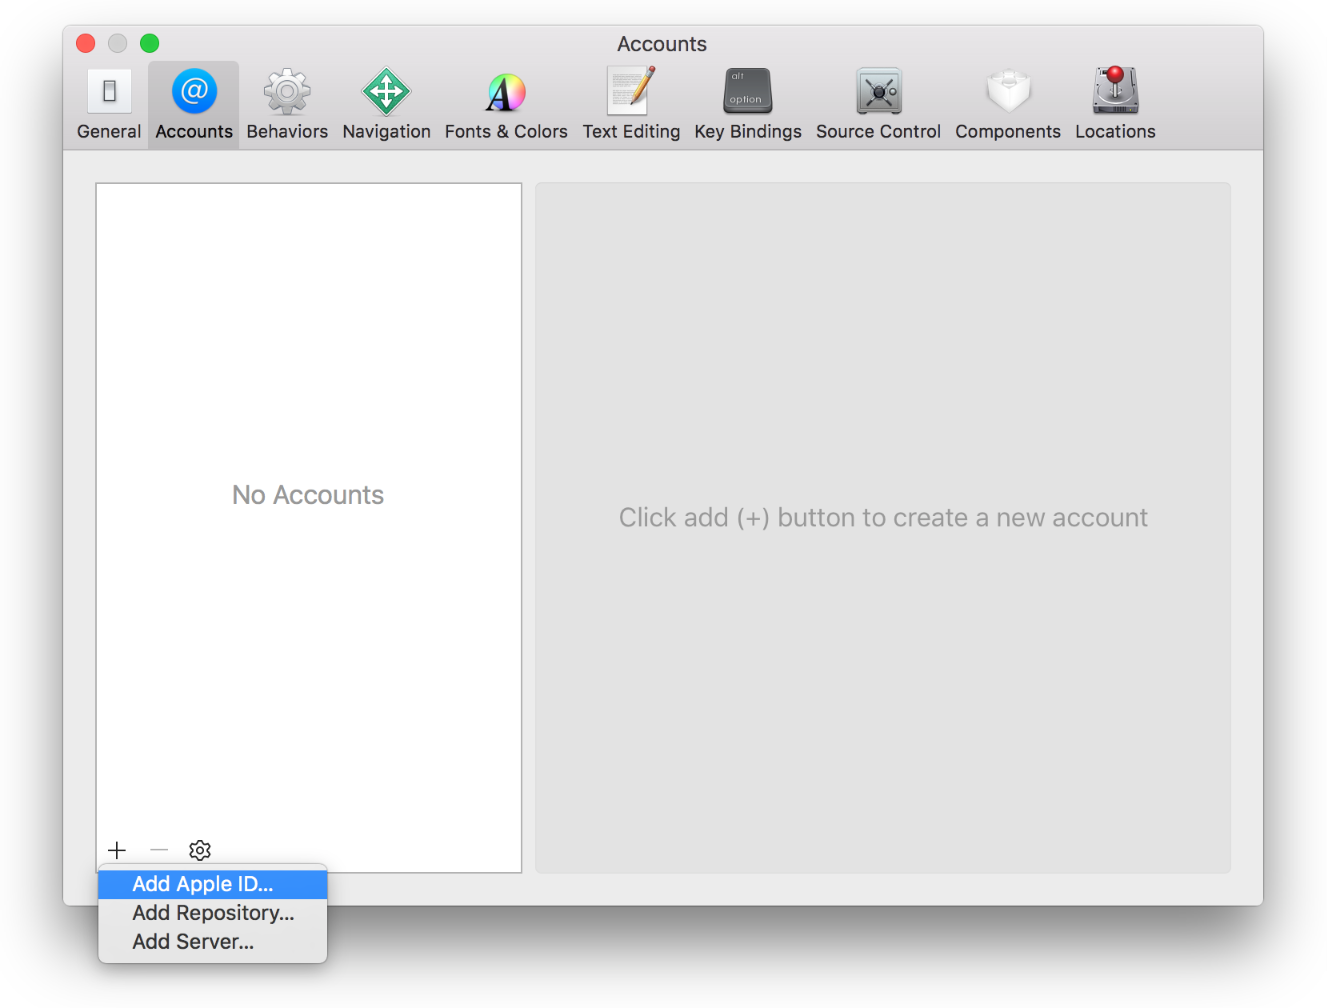 Accounts
alt
option
General Accounts Behaviors Navigation Fonts & Colors Text Editing Key Bindings Source Control Components Locations
No Accounts
Click add (+) button to create a new account
Add Apple ID...
Add Repository...
Add Server...